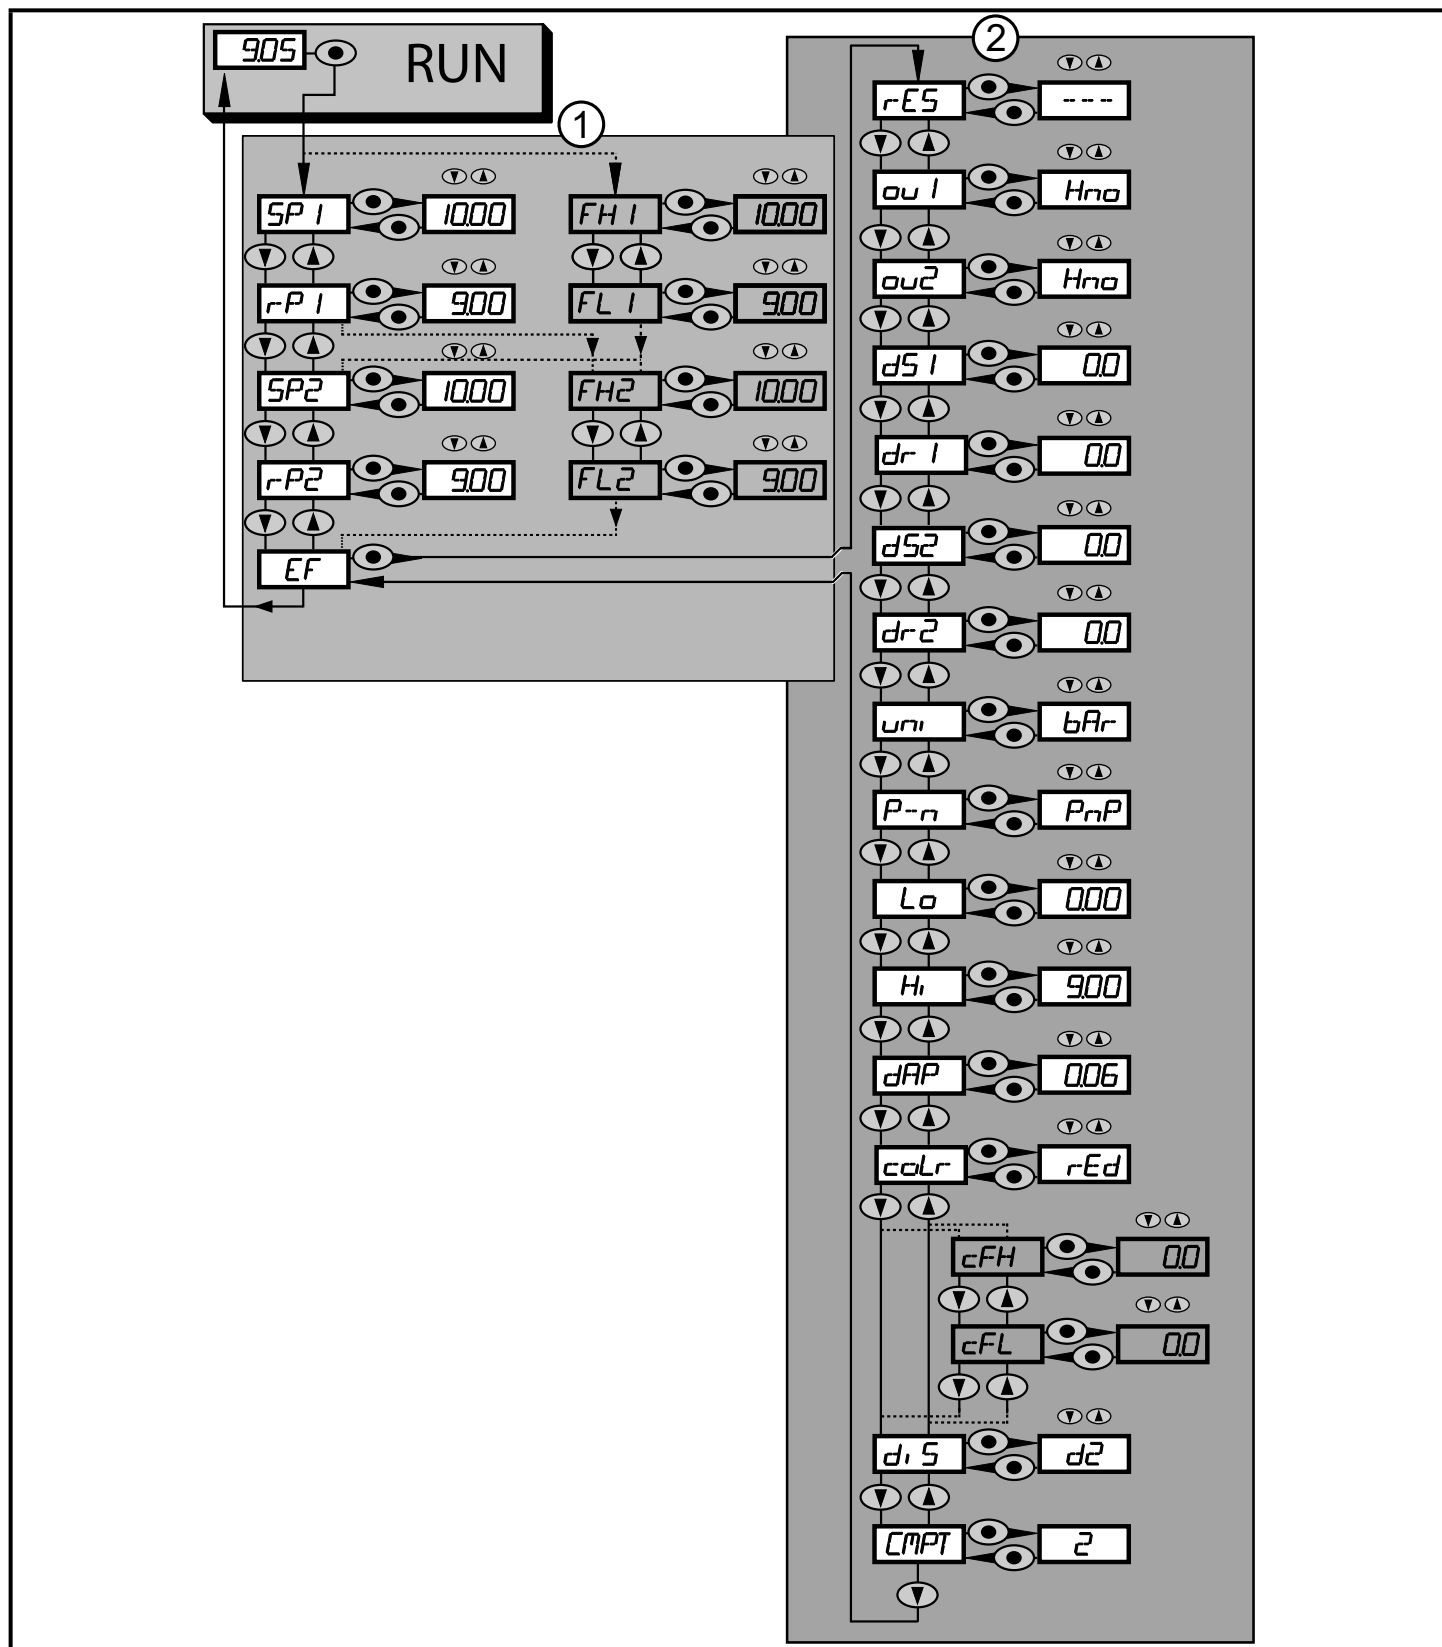 9.05
RUN
1
SP1 10.00 FH1 10.00
rP1 9.00 FL1 9.00
SP2 10.00 FH2 10.00
rP2 9.00 FL2 9.00
EF
2
rES ----
ou1 Hno
ou2 Hno
dS1 0.0
dr1 0.0
dS2 0.0
dr2 0.0
uni bAr
P-n PnP
Lo 0.00
Hi 9.00
dAP 0.06
coLr rEd
cFH 0.0
cFL 0.0
diS d2
CMPT 2